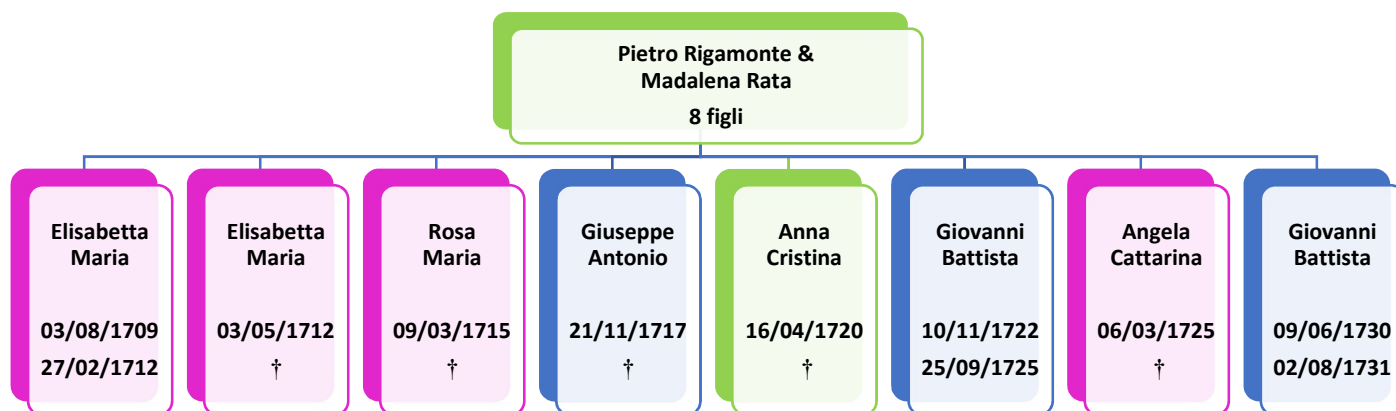 Pietro Rigamonte &
Madalena Rata
8 figli
Elisabetta
Maria
03/08/1709
27/02/1712
Elisabetta
Maria
03/05/1712
†
Rosa
Maria
09/03/1715
†
Giuseppe
Antonio
21/11/1717
†
Anna
Cristina
16/04/1720
†
Giovanni
Battista
10/11/1722
25/09/1725
Angela
Cattarina
06/03/1725
†
Giovanni
Battista
09/06/1730
02/08/1731